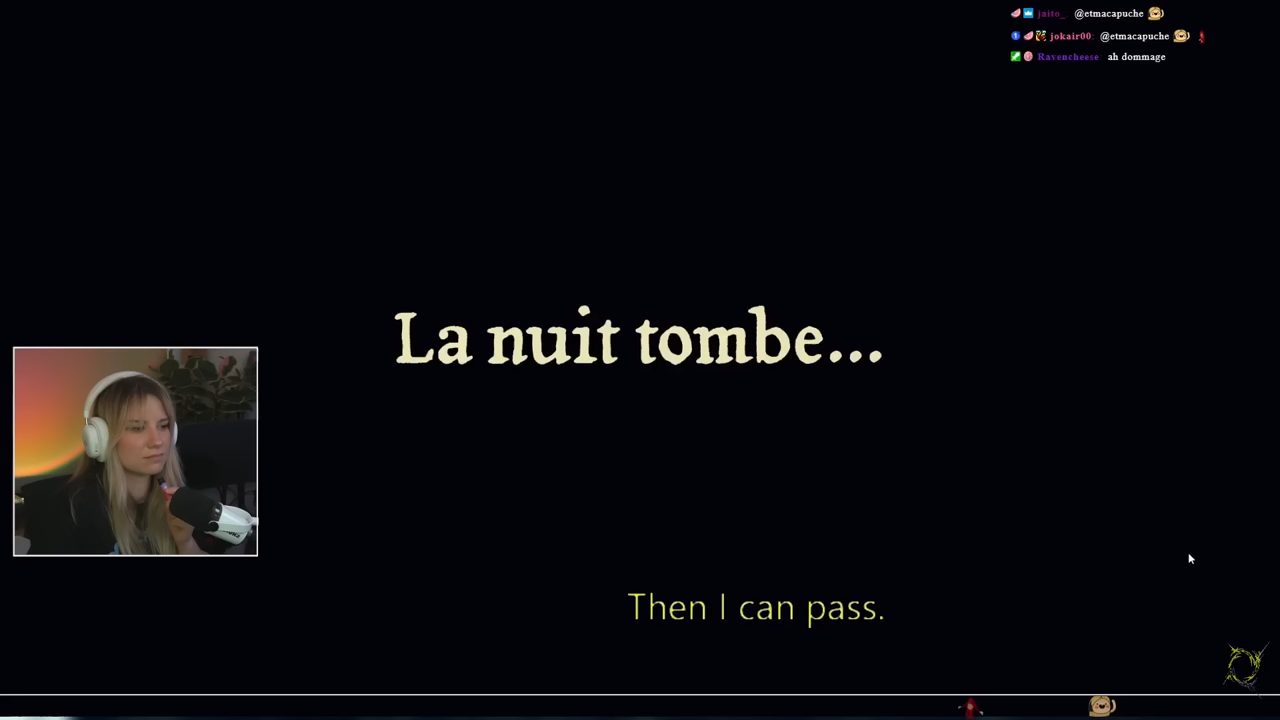 jaito_ @etmacapuche
jokair00: @etmacapuche
Ravencheese ah dommage
La nuit tombe...
Then I can pass.